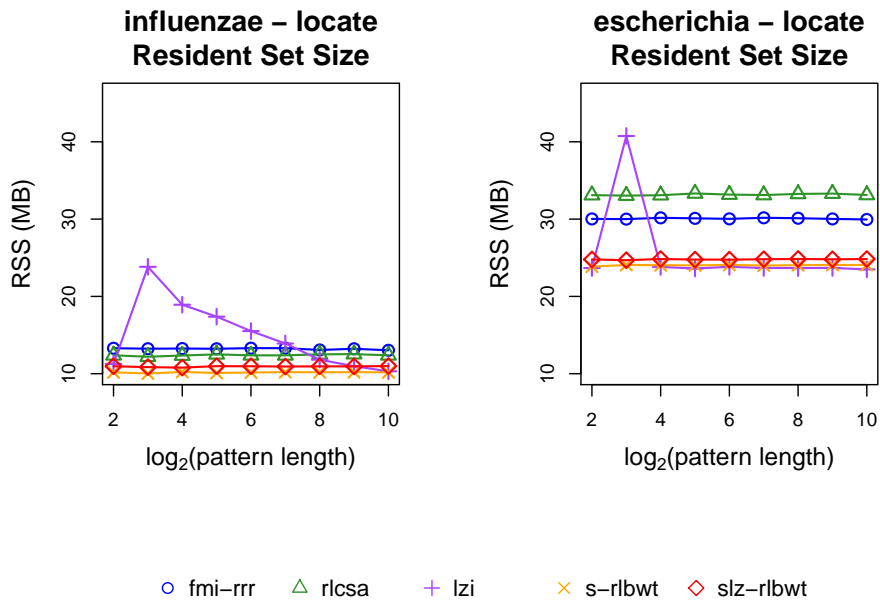 influenzae – locate
Resident Set Size
RSS (MB)
40
30
20
10
2 4 6 8 10
log2(pattern length)
escherichia – locate
Resident Set Size
RSS (MB)
40
30
20
10
2 4 6 8 10
log2(pattern length)
fmi–rrr rlcsa lzi s–rlbwt slz–rlbwt